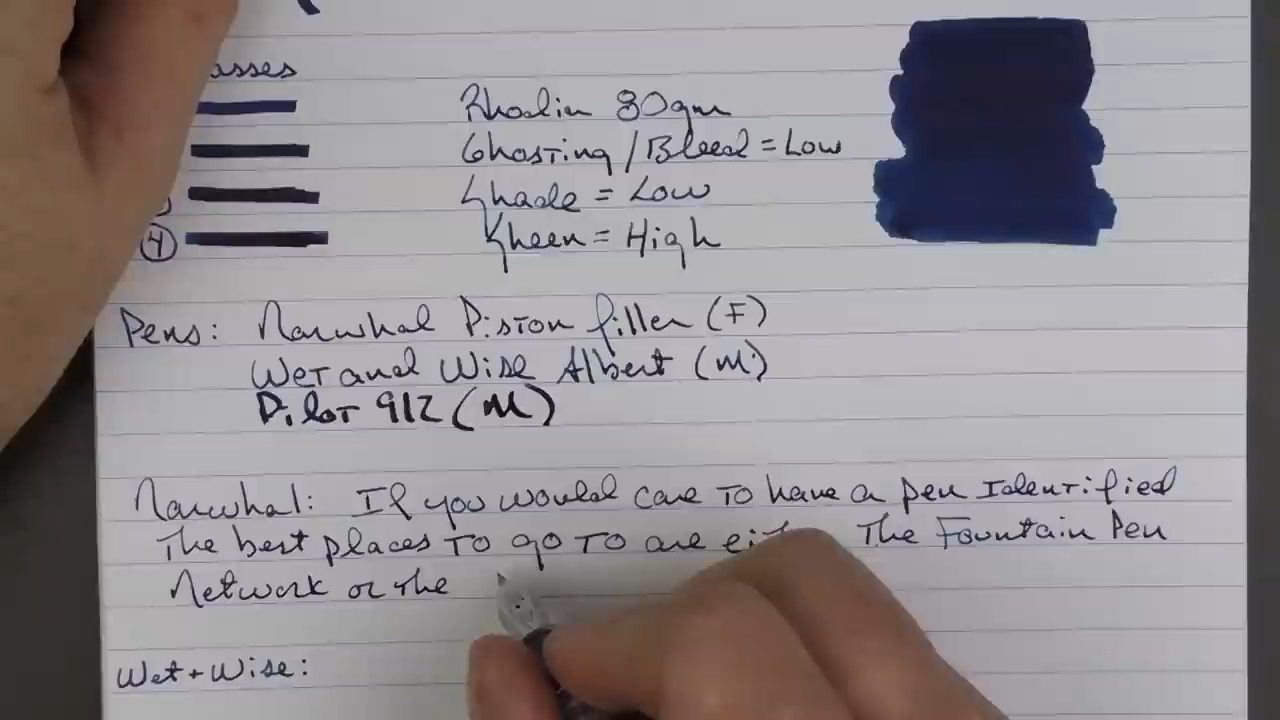 asses
Rhodia 80gm
Ghosting / Bleed = Low
Shade = Low
④
Sheen = High
Pens: Narwhal Piston filler (F)
Wet and Wise Albert (M)
Pilot 912 (M)
Narwhal: If you would care to have a pen Identified
The best places to go to are eit The Fountain Pen
Network or the
Wet + Wise: